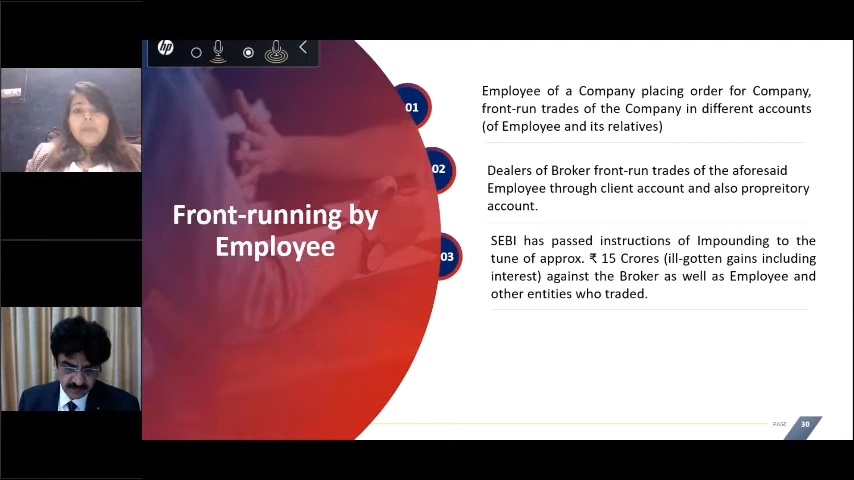 hp
01
Employee of a Company placing order for Company,
front-run trades of the Company in different accounts
(of Employee and its relatives)
02
Dealers of Broker front-run trades of the aforesaid
Employee through client account and also propreitory
account.
Front-running by
Employee
03
SEBI has passed instructions of Impounding to the
tune of approx. ₹ 15 Crores (ill-gotten gains including
interest) against the Broker as well as Employee and
other entities who traded.
PAGE 30